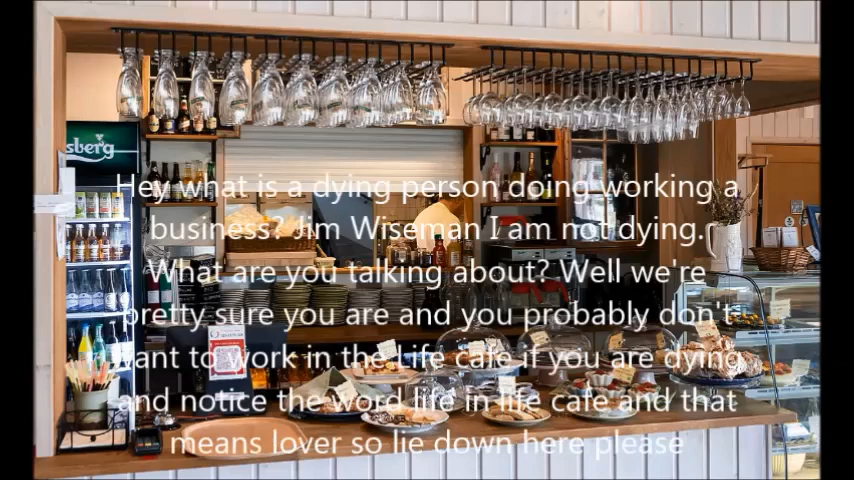 sberg
Hey what is a dying person doing working a
business? Jim Wiseman I am not dying.
What are you talking about? Well we're
pretty sure you are and you probably don't
want to work in the Life cafe if you are dying
and notice the word life in life cafe and that
means lover so lie down here please